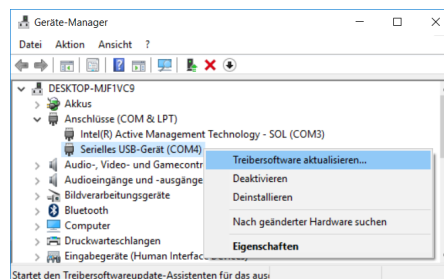 Geräte-Manager
Datei Aktion Ansicht ?
DESKTOP-MJF1VC9
Akkus
Anschlüsse (COM & LPT)
Intel(R) Active Management Technology - SOL (COM3)
Serielles USB-Gerät (COM4)
Audio-, Video- und Gamecontr
Audioeingänge und -ausgänge
Bildverarbeitungsgeräte
Bluetooth
Computer
Druckwarteschlangen
Eingabegeräte (Human Interface Devices)
Treibersoftware aktualisieren...
Deaktivieren
Deinstallieren
Nach geänderter Hardware suchen
Eigenschaften
Startet den Treibersoftwareupdate-Assistenten für das aus